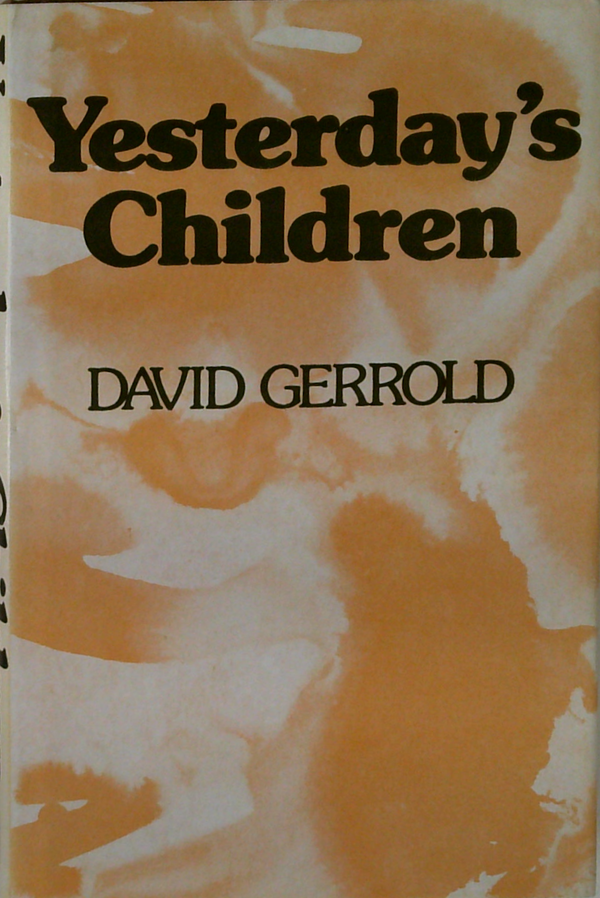 Yesterday's
Children
DAVID GERROLD